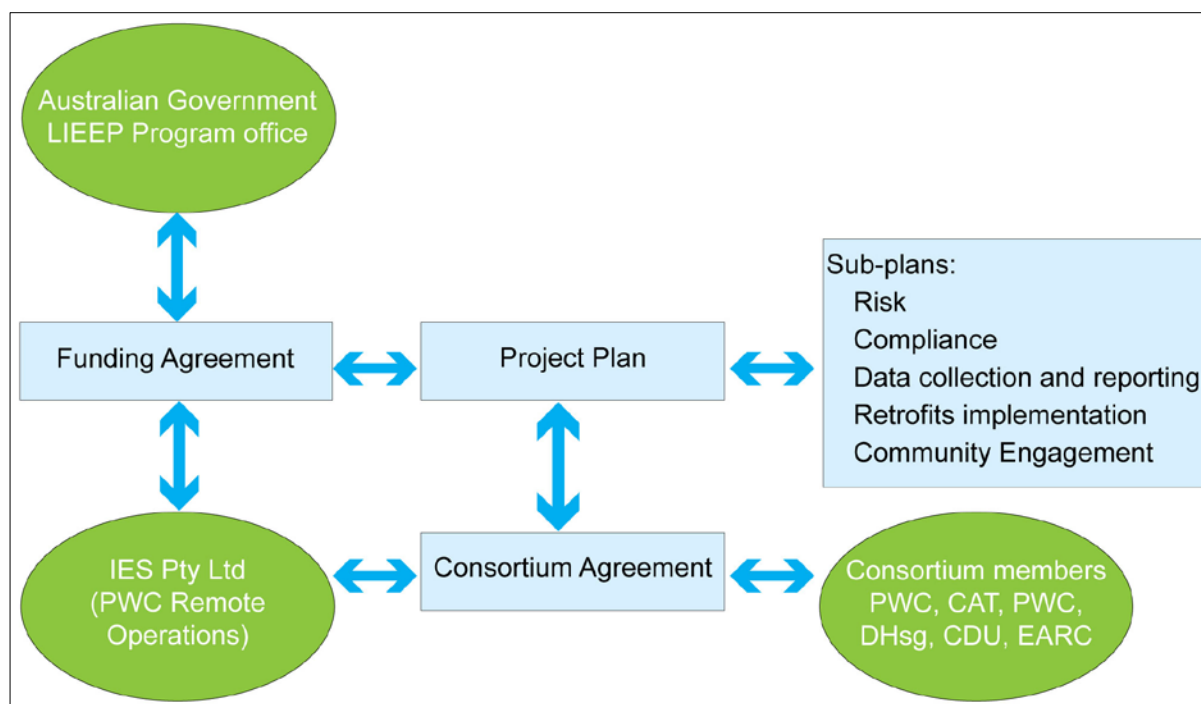 Australian Government
LIEEP Program office
Funding Agreement
Project Plan
Sub-plans:
Risk
Compliance
Data collection and reporting
Retrofits implementation
Community Engagement
IES Pty Ltd
(PWC Remote
Operations)
Consortium Agreement
Consortium members
PWC, CAT, PWC,
DHsg, CDU, EARC